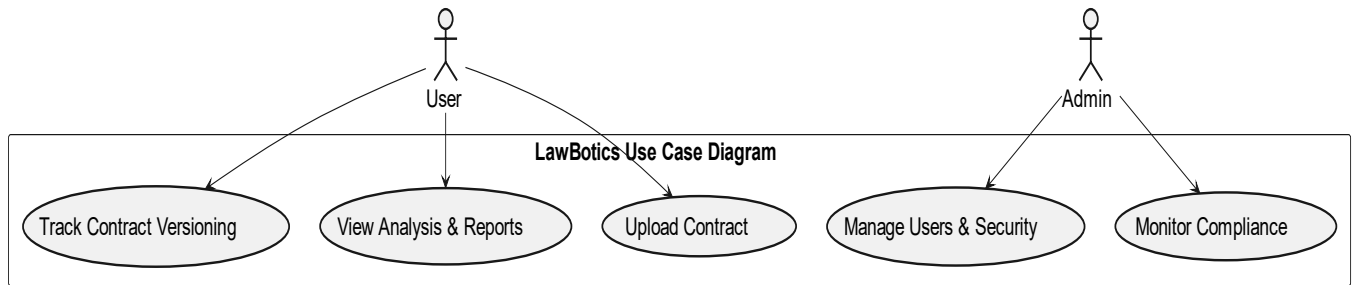 User
Admin
LawBotics Use Case Diagram
Track Contract Versioning
View Analysis & Reports
Upload Contract
Manage Users & Security
Monitor Compliance